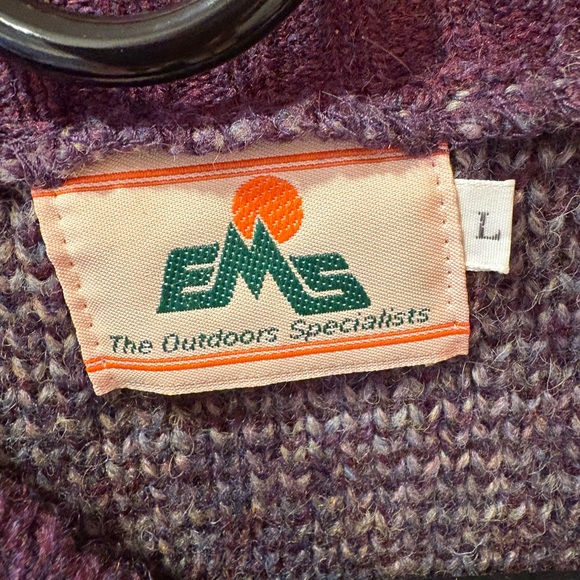 EMS
The Outdoors Specialists
L